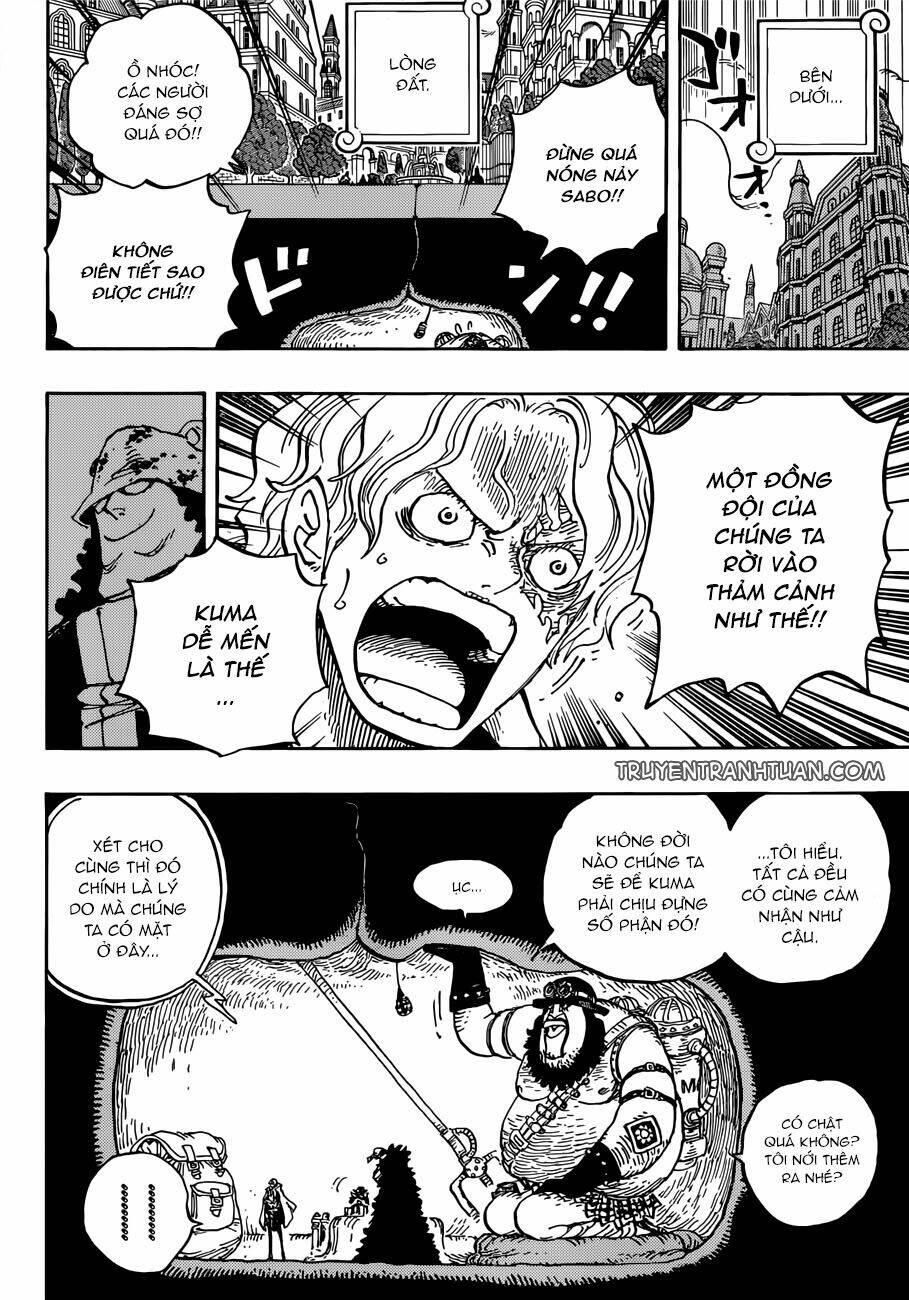 BÊN
DƯỚI...
LÒNG
ĐẤT.
ĐỪNG QUÁ
NÓNG NẢY
SABO!!
Ồ NHÓC!
CÁC NGƯỜI
ĐÁNG SỢ
QUÁ ĐÓ!!
KHÔNG
ĐIÊN TIẾT SAO
ĐƯỢC CHỨ!!
ゴオオ
ドド!!
MỘT ĐỒNG
ĐỘI CỦA
CHÚNG TA
RỜI VÀO
THẢM CẢNH
NHƯ THẾ!!
KUMA
DỄ MẾN
LÀ THẾ
...
TRUYENTRANHTUAN.COM
...TÔI HIỂU.
TẤT CẢ ĐỀU
CÓ CÙNG CẢM
NHẬN NHƯ
CẬU.
KHÔNG ĐỜI
NÀO CHÚNG TA
SẼ ĐỂ KUMA
PHẢI CHỊU ĐỰNG
SỐ PHẬN ĐÓ!
ỤC...
XÉT CHO
CÙNG THÌ ĐÓ
CHÍNH LÀ LÝ
DO MÀ CHÚNG
TA CÓ MẶT
Ở ĐÂY...
CÓ CHẬT
QUÁ KHÔNG?
TÔI NỚI THÊM
RA NHÉ?